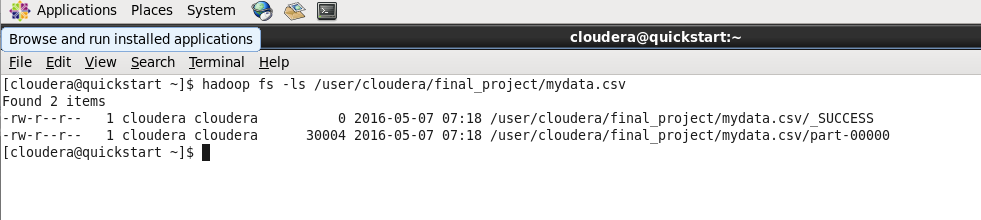 Applications Places System
Browse and run installed applications
cloudera@quickstart:~
File Edit View Search Terminal Help
[cloudera@quickstart ~]$ hadoop fs -ls /user/cloudera/final_project/mydata.csv
Found 2 items
-rw-r--r--   1 cloudera cloudera          0 2016-05-07 07:18 /user/cloudera/final_project/mydata.csv/_SUCCESS
-rw-r--r--   1 cloudera cloudera      30004 2016-05-07 07:18 /user/cloudera/final_project/mydata.csv/part-00000
[cloudera@quickstart ~]$